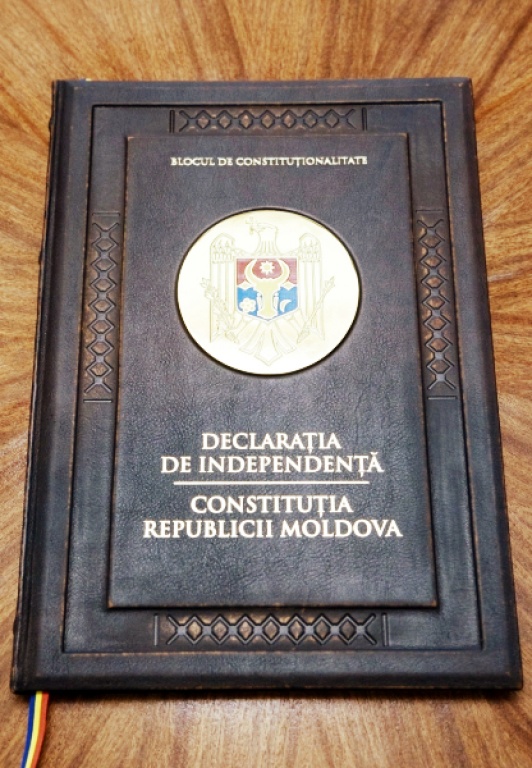 BLOCUL DE CONSTITUȚIONALITATE
DECLARAȚIA
DE INDEPENDENȚĂ
CONSTITUȚIA
REPUBLICII MOLDOVA